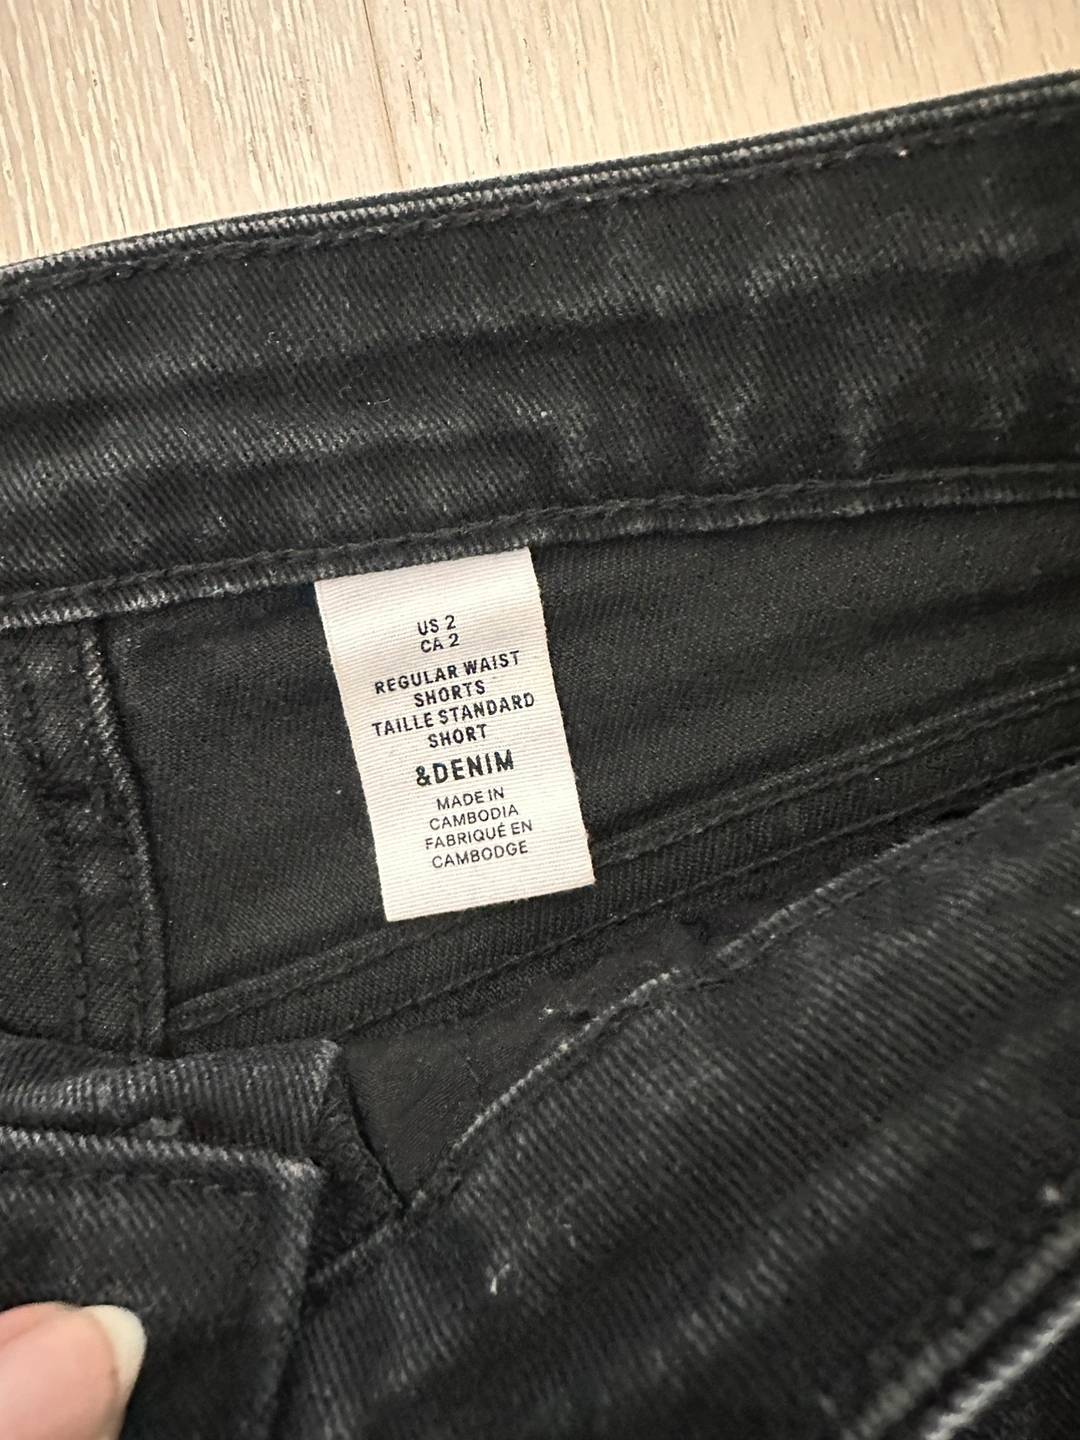 US 2
CA 2
REGULAR WAIST
SHORTS
TAILLE STANDARD
SHORT
&DENIM
MADE IN
CAMBODIA
FABRIQUÉ EN
CAMBODGE